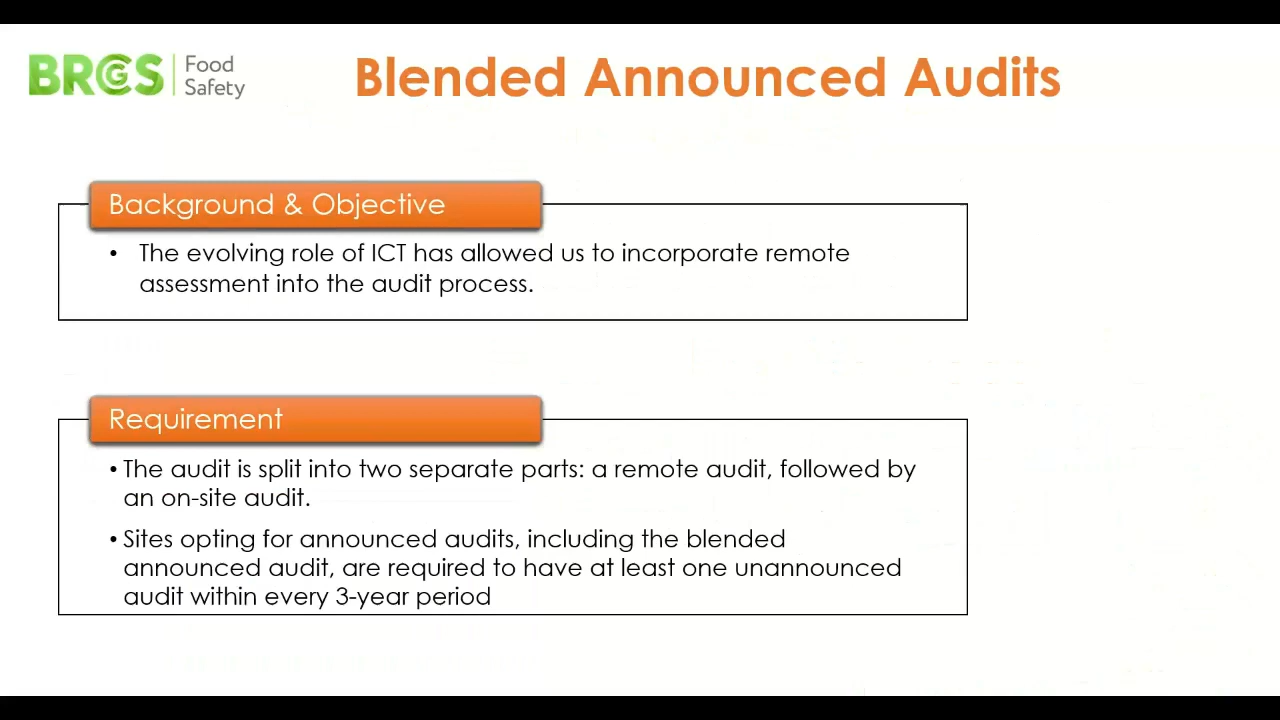 BRCGS Food
Safety
Blended Announced Audits
Background & Objective
• The evolving role of ICT has allowed us to incorporate remote
assessment into the audit process.
Requirement
• The audit is split into two separate parts: a remote audit, followed by
an on-site audit.
• Sites opting for announced audits, including the blended
announced audit, are required to have at least one unannounced
audit within every 3-year period